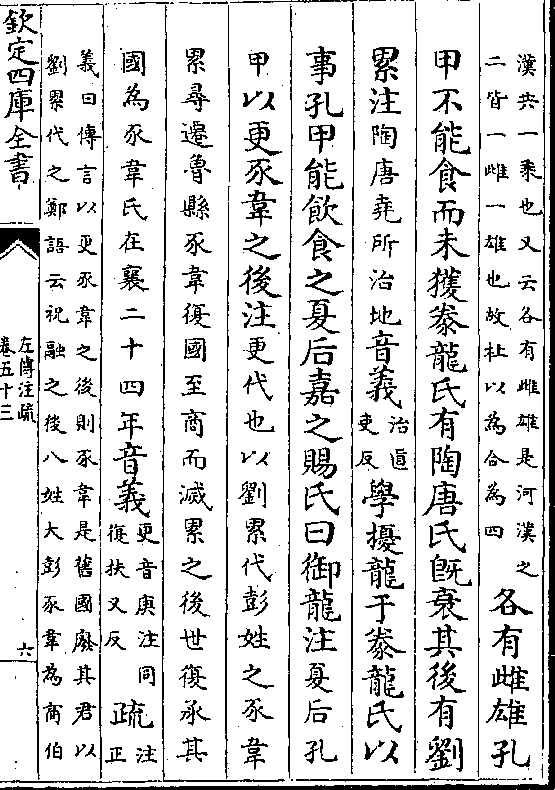 漢共一乗也又云各有雌雄是河漢之
二皆一雌一雄也故杜以為合為四
各有雌雄孔
甲不能食而未獲豢龍氏有陶唐氏旣衰其後有劉
累注陶唐堯所治地音義治直
吏反學擾龍于豢龍氏以
事孔甲能飲食之夏后嘉之賜氏曰御龍注夏后孔
甲以更豕韋之後注更代也以劉累代彭姓之豕韋
累尋遷魯縣豕韋復國至商而滅累之後世復承其
國為豕韋氏在襄二十四年音義更音庚注同
復扶又反疏注
正
義曰傳言以更豕韋之後則豕韋是舊國廢其君以
劉累代之鄭語云祝融之後八姓大彭豕韋為商伯
欽定四庫全書
左傳注疏
卷五十三
六